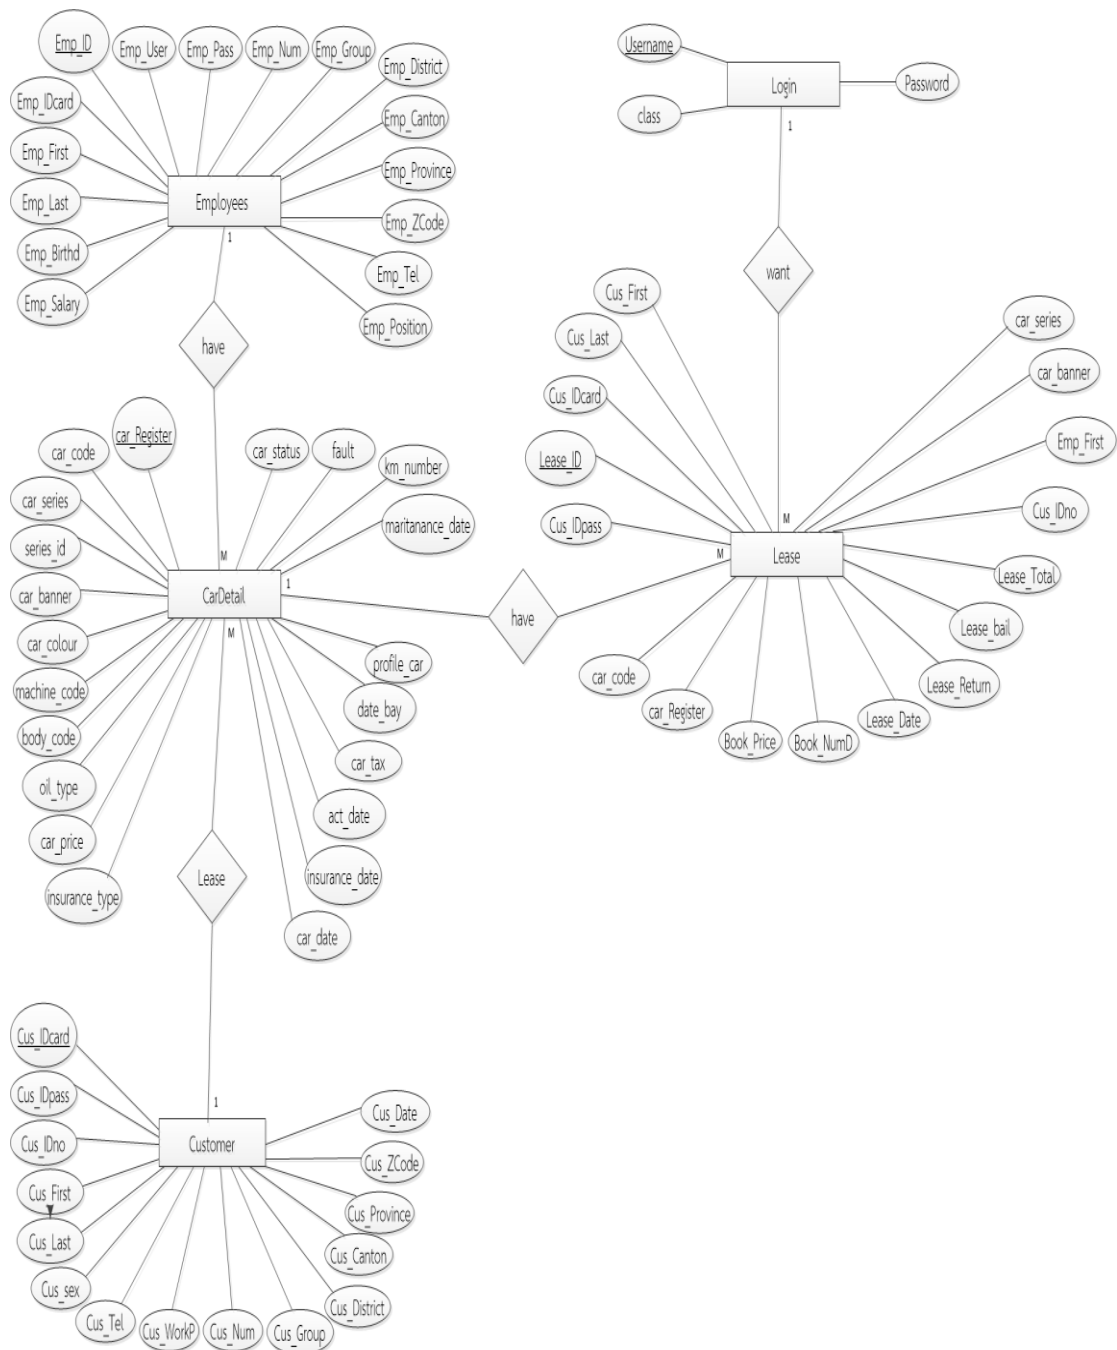 Emp_ID
Emp_User
Emp_Pass
Emp_Num
Emp_Group
Emp_District
Emp_IDcard
Emp_Canton
Emp_First
Emp_Province
Emp_Last
Employees
Emp_ZCode
Emp_Birthd
1
Emp_Tel
Emp_Salary
Emp_Position
have
Username
Login
Password
class
1
want
Cus_First
car_series
Cus_Last
car_banner
Cus_IDcard
Emp_First
Lease_ID
Cus_IDno
Cus_IDpass
M
M
Lease
Lease_Total
Lease_bail
car_code
Lease_Return
car_Register
Lease_Date
Book_Price
Book_NumD
car_Register
car_code
car_status
fault
km_number
car_series
maritanance_date
series_id
M
1
car_banner
CarDetail
have
car_colour
M
profile_car
machine_code
date_bay
body_code
car_tax
oil_type
act_date
car_price
insurance_date
insurance_type
Lease
car_date
Cus_IDcard
Cus_IDpass
1
Cus_Date
Cus_IDno
Customer
Cus_ZCode
Cus_First
Cus_Province
Cus_Last
Cus_Canton
Cus_sex
Cus_District
Cus_Tel
Cus_WorkP
Cus_Num
Cus_Group